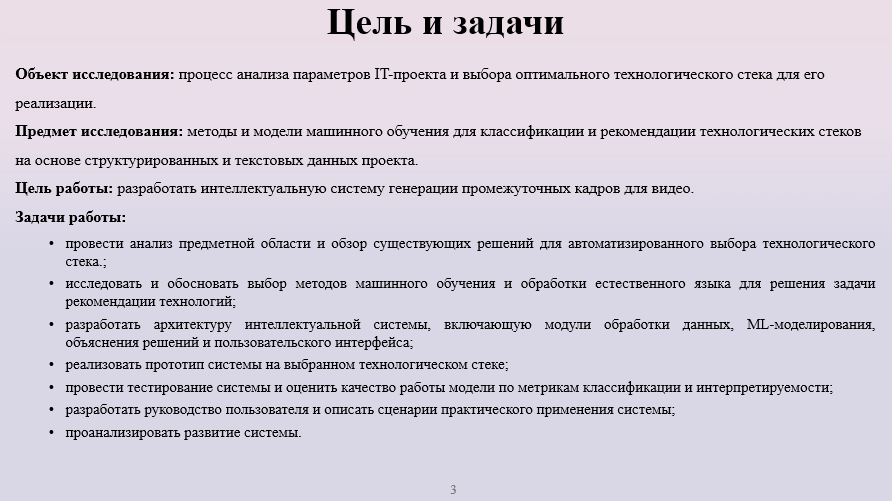 Цель и задачи
Объект исследования: процесс анализа параметров IT-проекта и выбора оптимального технологического стека для его
реализации.
Предмет исследования: методы и модели машинного обучения для классификации и рекомендации технологических стеков
на основе структурированных и текстовых данных проекта.
Цель работы: разработать интеллектуальную систему генерации промежуточных кадров для видео.
Задачи работы:
• провести анализ предметной области и обзор существующих решений для автоматизированного выбора технологического
стека.;
• исследовать и обосновать выбор методов машинного обучения и обработки естественного языка для решения задачи
рекомендации технологий;
• разработать архитектуру интеллектуальной системы, включающую модули обработки данных, ML-моделирования,
объяснения решений и пользовательского интерфейса;
• реализовать прототип системы на выбранном технологическом стеке;
• провести тестирование системы и оценить качество работы модели по метрикам классификации и интерпретируемости;
• разработать руководство пользователя и описать сценарии практического применения системы;
• проанализировать развитие системы.
3